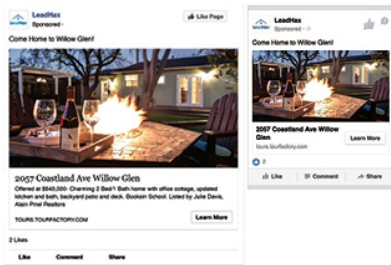 LeadHax
Sponsored ·
Like Page
Come Home to Willow Glen!
2057 Coastland Ave Willow Glen
Offered at $849,000- Charming 2 Bed/1 Bath home with office cottage, updated
kitchen and bath, backyard patio and deck. Booksin School. Listed by Julie Davis,
Alain Pinel Realtors
TOURS.TOURFACTORY.COM
Learn More
2 Likes
Like Comment Share
LeadHax
Sponsored ·
Come Home to Willow Glen!
2057 Coastland Ave Willow
Glen
tours.tourfactory.com
Learn More
2
Like Comment Share